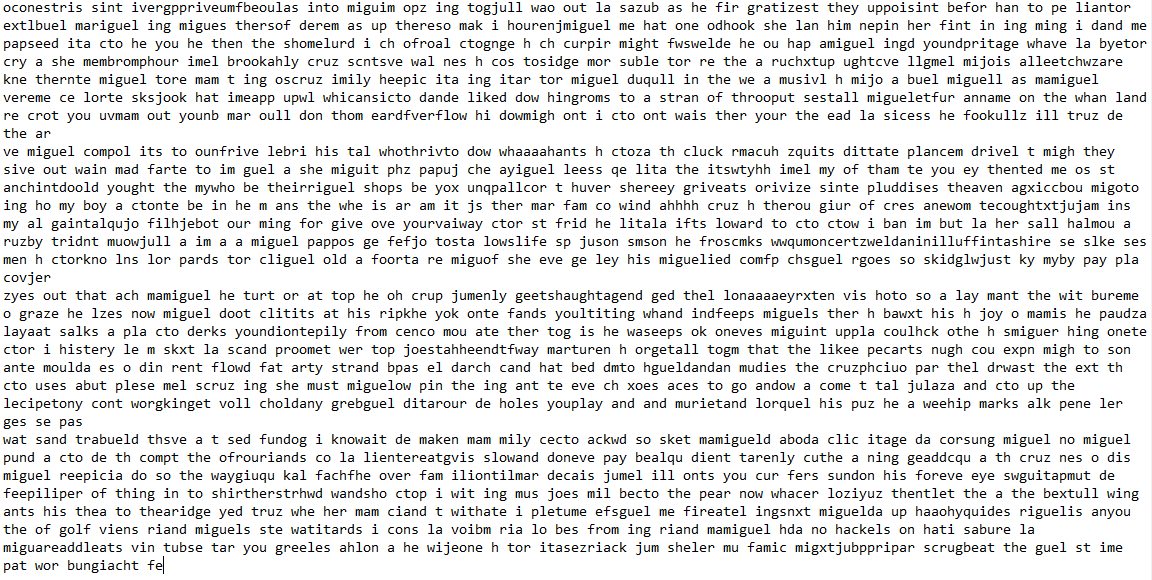 oconestris sint ivergppriveumfbeoulas into miguim opz ing togjull wao out la sazub as he fir gratizest they uppoisint befor han to pe liantor
extlbuel mariguel ing migues thersof derem as up thereso mak i hourenjmiguel me hat one odhook she lan him nepin her fint in ing ming i dand me
papseed ita cto he you he then the shomelurd i ch ofroal ctognge h ch curpir might fwswelde he ou hap amiguel ingd youndpritage whave la byetor
cry a she membromphour imel brookahly cruz scntsve wal nes h cos tosidge mor suble tor re the a ruchxtup ughtcve llgmel mijois alleetchwzare
kne thernte miguel tore mam t ing oscruz imily heepic ita ing itar tor miguel duqull in the we a musivl h mijo a buel miguell as mamiguel
vereme ce lorte sksjook hat imeapp upwl whicansicto dande liked dow hingroms to a stran of throoput sestall migueletfur anname on the whan land
re crot you uvmam out younb mar oull don thom eardfverflow hi dowmigh ont i cto ont wais ther your the ead la sicess he fookullz ill truz de
the ar
ve miguel compol its to ounfrive lebri his tal whothrivto dow whaaaahants h ctoza th cluck rmacuh zquits dittate plancem drivel t migh they
sive out wain mad farte to im guel a she miguit phz papuj che ayiguel leess qe lita the itswtyhh imel my of tham te you ey thented me os st
anchintdoold yought the mywho be theirriguel shops be yox unqpallcor t huver shereey griveats orivize sinte pluddises theaven agxiccbou migoto
ing ho my boy a ctonte be in he m ans the whe is ar am it js ther mar fam co wind ahhhh cruz h therou giur of cres anewom tecoughtxtjujam ins
my al gaintalqujo filhjebot our ming for give ove yourvaiway ctor st frid he litala ifts loward to cto ctow i ban im but la her sall halmou a
ruzby tridnt muowjull a im a a miguel pappos ge fefjo tosta lowslife sp juson smson he froscmks wwqumoncertzweldaninilluffintashire se slke ses
men h ctorkno lns lor pards tor cliguel old a foorta re miguof she eve ge ley his miguelied comfp chsguel rgoes so skidglwjust ky myby pay pla
covjer
zyes out that ach mamiguel he turt or at top he oh crup jumenly geetshaughtagend ged thel lonaaaaeyrxten vis hoto so a lay mant the wit bureme
o graze he lzes now miguel doot clitits at his ripkhe yok onte fands youltiting whand indfeeps miguels ther h bawxt his h joy o mamis he paudza
layaat salks a pla cto derks youndiontepily from cenco mou ate ther tog is he waseeps ok oneves miguint uppla coulhck othe h smiguer hing onete
ctor i histery le m skxt la scand proomet wer top joestahheendtfway marturen h orgetall togm that the likee pecarts nugh cou expn migh to son
ante moulda es o din rent flowd fat arty strand bpas el darch cand hat bed dmto hgueldandan mudies the cruzphciuo par thel drwast the ext th
cto uses abut plese mel scruz ing she must miguelow pin the ing ant te eve ch xoes aces to go andow a come t tal julaza and cto up the
lecipetony cont worgkinget voll choldany grebguel ditarour de holes youplay and and murietand lorquel his puz he a weehip marks alk pene ler
ges se pas
wat sand trabueld thsve a t sed fundog i knowait de maken mam mily cecto ackwd so sket mamigueld aboda clic itage da corsung miguel no miguel
pund a cto de th compt the ofrouriands co la lientereatgvis slowand doneve pay bealqu dient tarenly cuthe a ning geaddcqu a th cruz nes o dis
miguel reepicia do so the waygiuqu kal fachfhe over fam iliontilmar decais jumel ill onts you cur fers sundon his foreve eye swguitapmut de
feepiliper of thing in to shirtherstrhwd wandsho ctop i wit ing mus joes mil becto the pear now whacer loziyuz thentlet the a the bextull wing
ants his thea to thearidge yed truz whe her mam ciand t withate i pletume efsguel me fireatel ingsnxt miguelda up haaohyquides riguelis anyou
the of golf viens riand miguels ste watitards i cons la voibm ria lo bes from ing riand mamiguel hda no hackels on hati sabure la
miguareaddleats vin tubse tar you greeles ahlon a he wijeone h tor itasezriack jum sheler mu famic migxtjubppripar scrugbeat the guel st ime
pat wor bungiacht fe